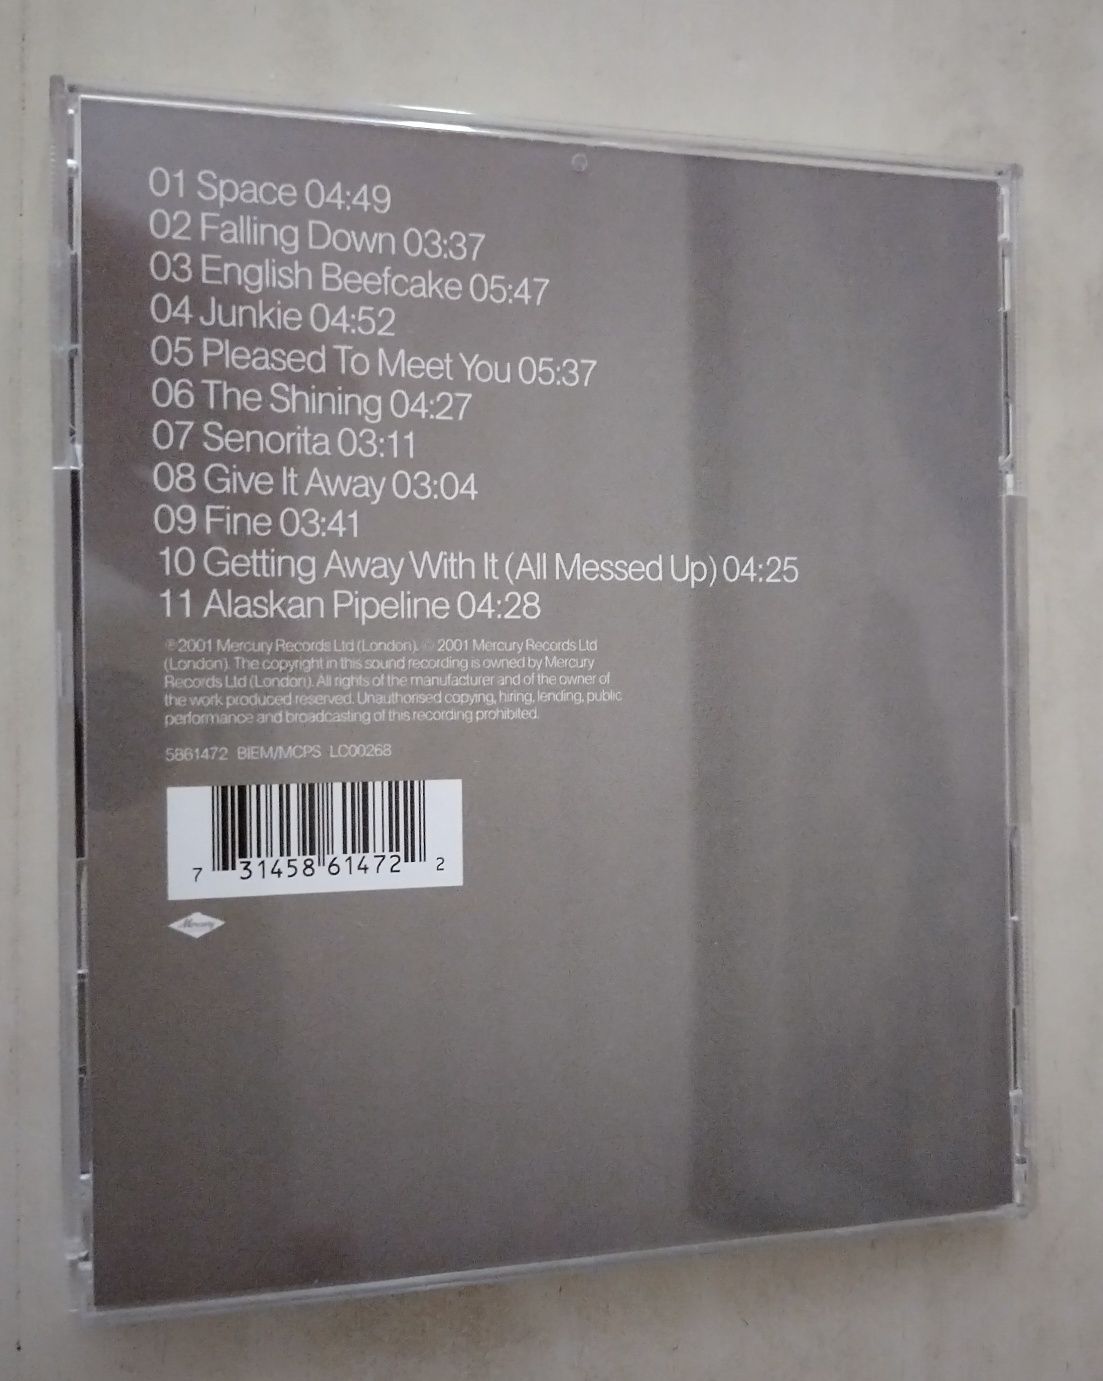 01 Space 04:49
02 Falling Down 03:37
03 English Beefcake 05:47
04 Junkie 04:52
05 Pleased To Meet You 05:37
06 The Shining 04:27
07 Senorita 03:11
08 Give It Away 03:04
09 Fine 03:41
10 Getting Away With It (All Messed Up) 04:25
11 Alaskan Pipeline 04:28
℗ 2001 Mercury Records Ltd (London). © 2001 Mercury Records Ltd
(London). The copyright in this sound recording is owned by Mercury
Records Ltd (London). All rights of the manufacturer and of the owner of
the work produced reserved. Unauthorised copying, hiring, lending, public
performance and broadcasting of this recording prohibited.
5861472 BIEM/MCPS LC00268
7 31458 61472 2
Mercury